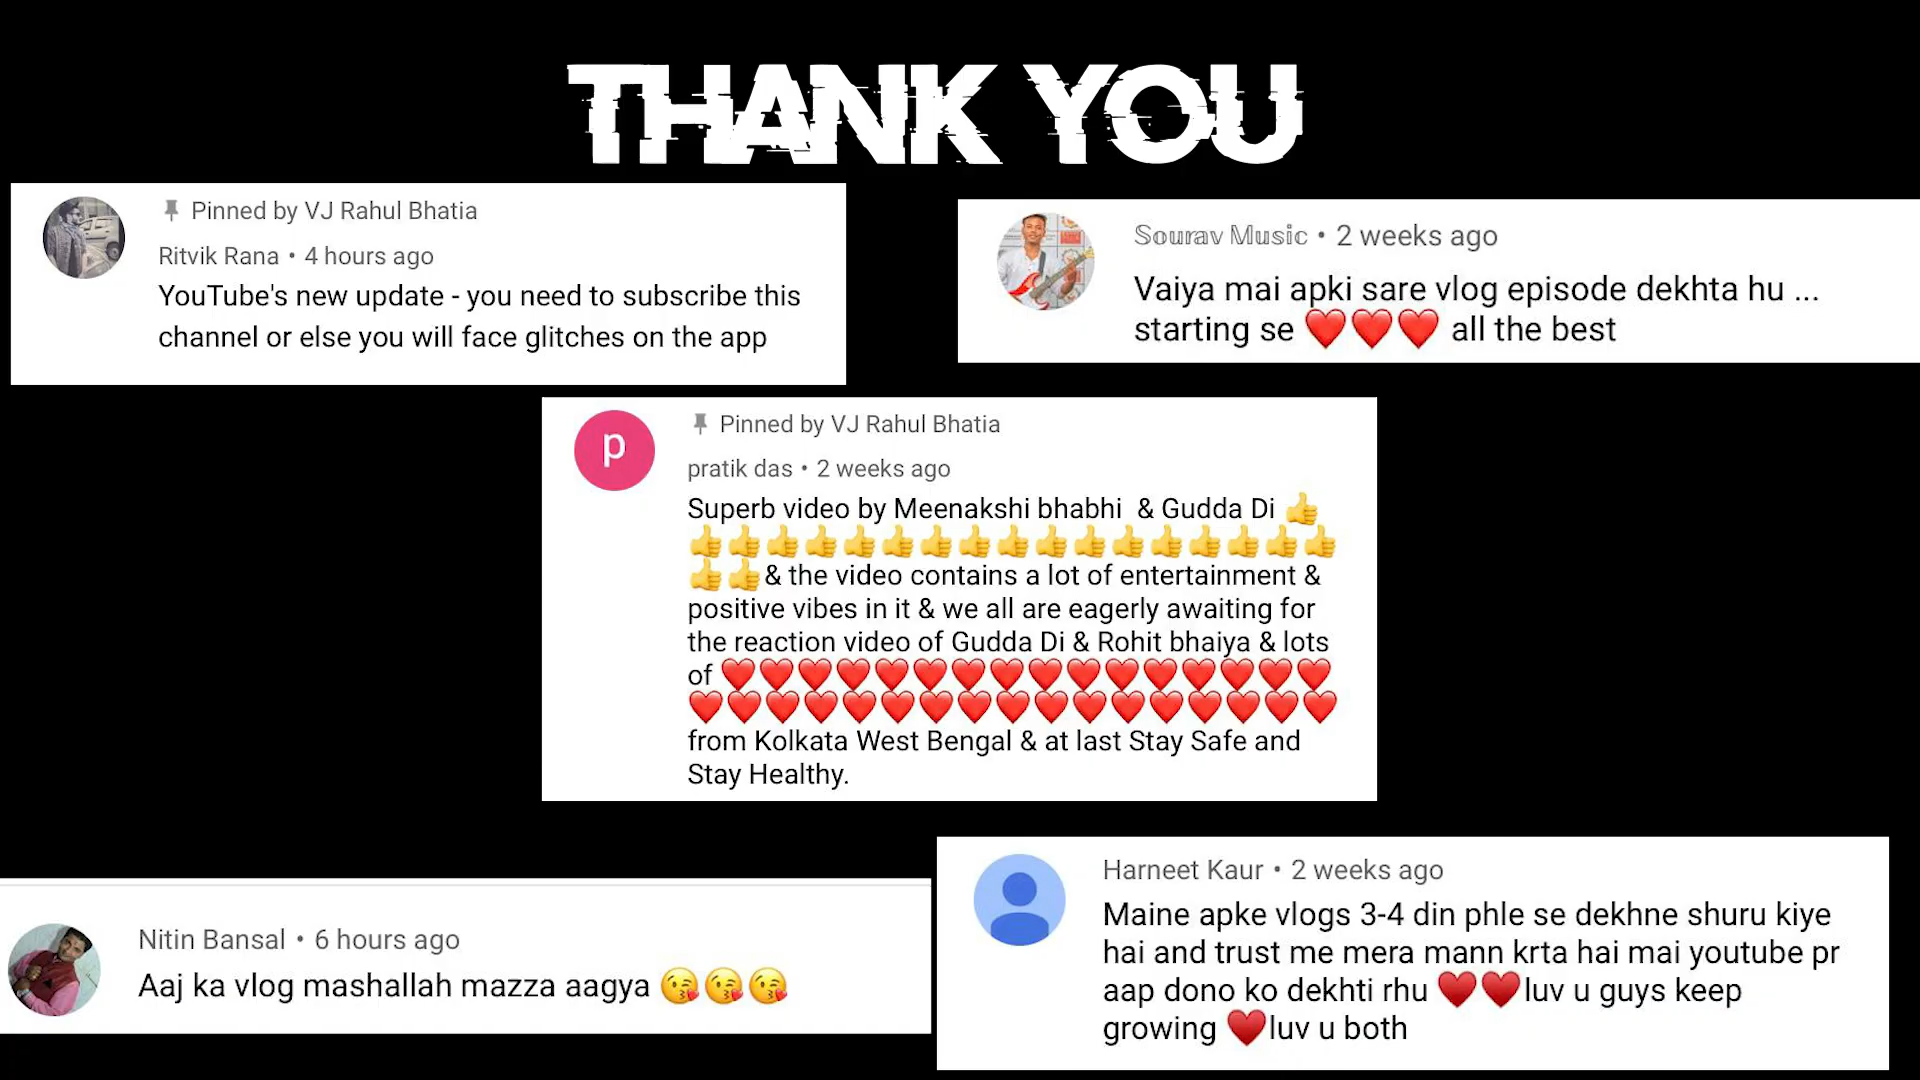 THANK YOU
Pinned by VJ Rahul Bhatia
Ritvik Rana • 4 hours ago
YouTube's new update - you need to subscribe this
channel or else you will face glitches on the app
Sourav Music • 2 weeks ago
Vaiya mai apki sare vlog episode dekhta hu ...
starting se ❤️❤️❤️ all the best
p
Pinned by VJ Rahul Bhatia
pratik das • 2 weeks ago
Superb video by Meenakshi bhabhi & Gudda Di 👍
👍👍👍👍👍👍👍👍👍👍👍👍👍👍👍👍👍
👍👍& the video contains a lot of entertainment &
positive vibes in it & we all are eagerly awaiting for
the reaction video of Gudda Di & Rohit bhaiya & lots
of ❤️❤️❤️❤️❤️❤️❤️❤️❤️❤️❤️❤️❤️❤️❤️❤️
❤️❤️❤️❤️❤️❤️❤️❤️❤️❤️❤️❤️❤️❤️❤️❤️❤️
from Kolkata West Bengal & at last Stay Safe and
Stay Healthy.
Nitin Bansal • 6 hours ago
Aaj ka vlog mashallah mazza aagya 😘😘😘
Harneet Kaur • 2 weeks ago
Maine apke vlogs 3-4 din phle se dekhne shuru kiye
hai and trust me mera mann krta hai mai youtube pr
aap dono ko dekhti rhu ♥️♥️luv u guys keep
growing ♥️luv u both